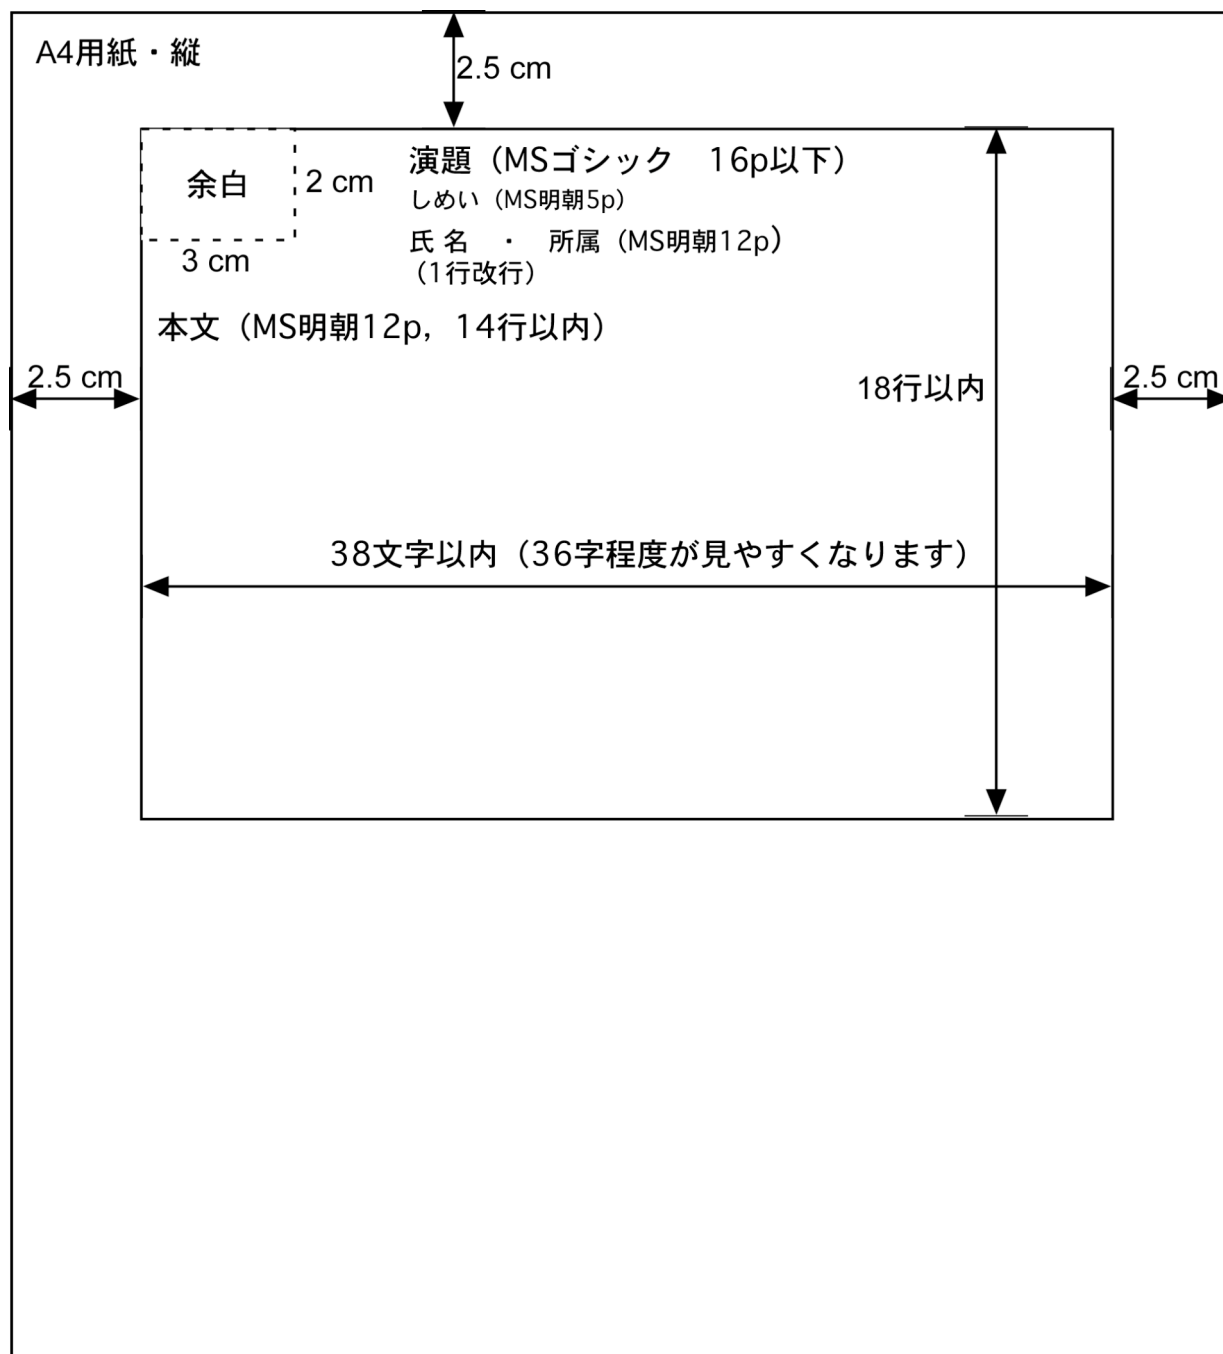 A4用紙・縦
2.5 cm
余白
2 cm
3 cm
演題（MSゴシック　16p以下）
しめい（MS明朝5p）
氏 名　・　所属（MS明朝12p）
（1行改行）
本文（MS明朝12p，14行以内）
2.5 cm
18行以内
2.5 cm
38文字以内（36字程度が見やすくなります）